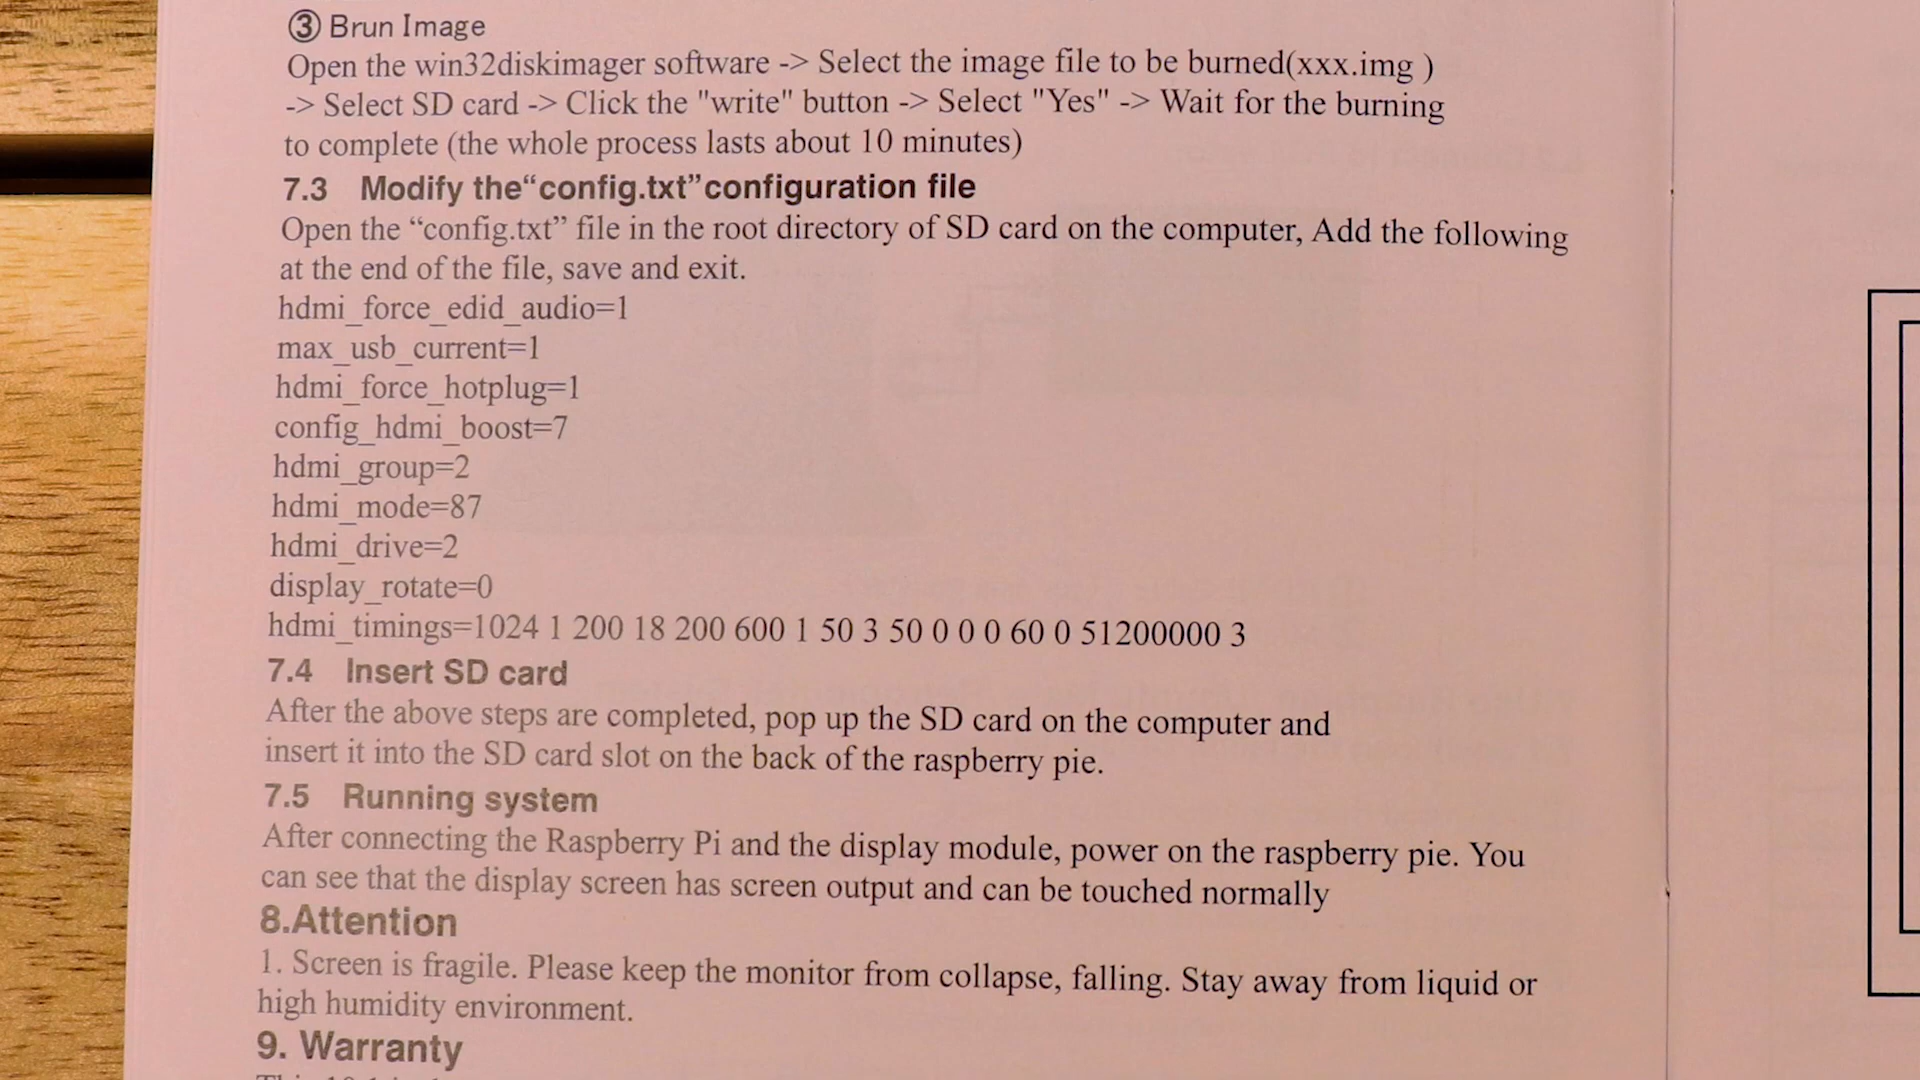 ③ Brun Image
Open the win32diskimager software -> Select the image file to be burned(xxx.img )
-> Select SD card -> Click the "write" button -> Select "Yes" -> Wait for the burning
to complete (the whole process lasts about 10 minutes)
7.3 Modify the“config.txt”configuration file
Open the “config.txt” file in the root directory of SD card on the computer, Add the following
at the end of the file, save and exit.
hdmi_force_edid_audio=1
max_usb_current=1
hdmi_force_hotplug=1
config_hdmi_boost=7
hdmi_group=2
hdmi_mode=87
hdmi_drive=2
display_rotate=0
hdmi_timings=1024 1 200 18 200 600 1 50 3 50 0 0 0 60 0 51200000 3
7.4 Insert SD card
After the above steps are completed, pop up the SD card on the computer and
insert it into the SD card slot on the back of the raspberry pie.
7.5 Running system
After connecting the Raspberry Pi and the display module, power on the raspberry pie. You
can see that the display screen has screen output and can be touched normally
8.Attention
1. Screen is fragile. Please keep the monitor from collapse, falling. Stay away from liquid or
high humidity environment.
9. Warranty